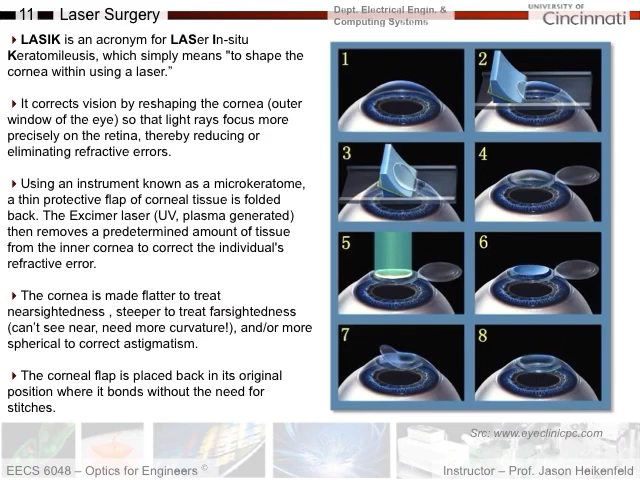 11 Laser Surgery
Dept. Electrical Engin. &
Computing Systems
UNIVERSITY OF
Cincinnati
LASIK is an acronym for LASer In-situ
Keratomileusis, which simply means "to shape the
cornea within using a laser.”
It corrects vision by reshaping the cornea (outer
window of the eye) so that light rays focus more
precisely on the retina, thereby reducing or
eliminating refractive errors.
Using an instrument known as a microkeratome,
a thin protective flap of corneal tissue is folded
back. The Excimer laser (UV, plasma generated)
then removes a predetermined amount of tissue
from the inner cornea to correct the individual's
refractive error.
The cornea is made flatter to treat
nearsightedness , steeper to treat farsightedness
(can’t see near, need more curvature!), and/or more
spherical to correct astigmatism.
The corneal flap is placed back in its original
position where it bonds without the need for
stitches.
1
2
3
4
5
6
7
8
Src: www.eyeclinicpc.com
EECS 6048 – Optics for Engineers ©
Instructor – Prof. Jason Heikenfeld